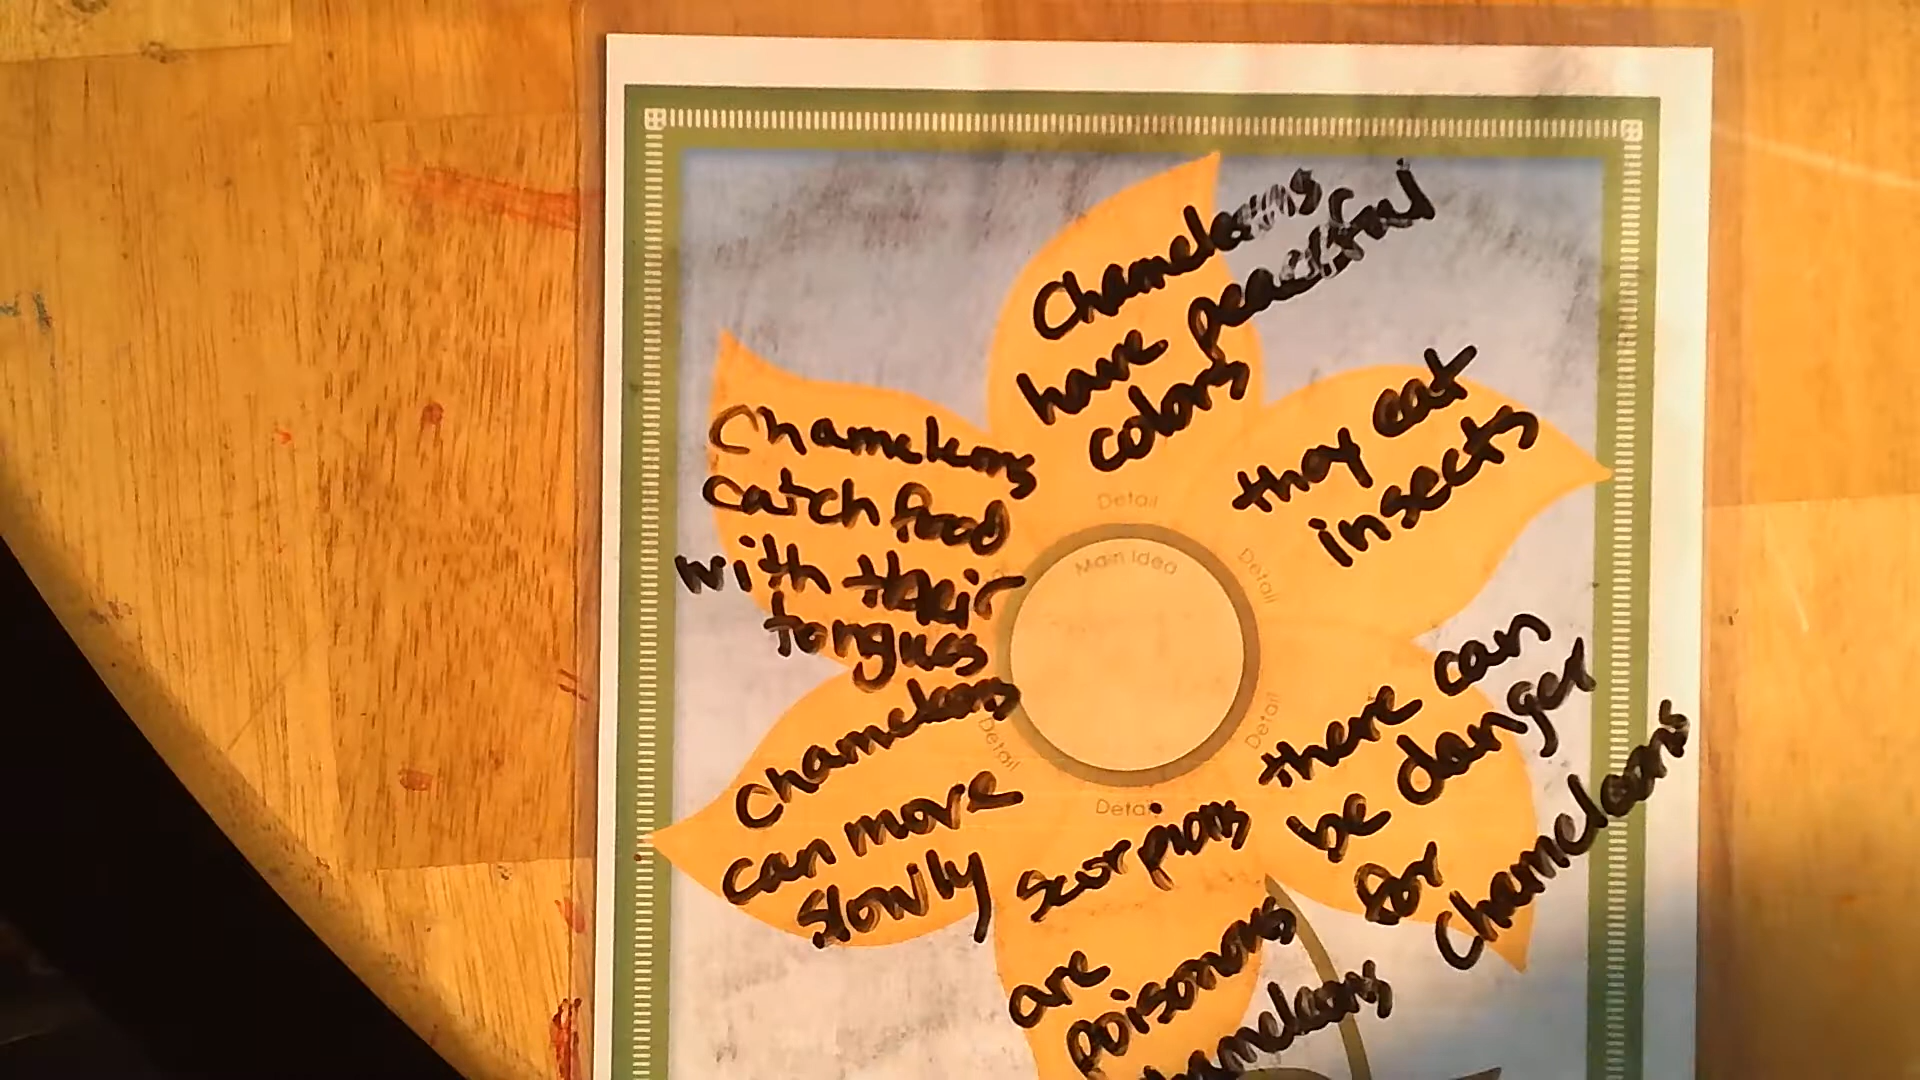 Chameleons
have peaceful
colors
Detail
they eat
insects
Detail
there can
be danger
for
Chameleons
Detail
Scorpions
are
poisonous
Detail
Chameleons
can move
slowly
Detail
Chameleons
catch food
with their
tongues
Main Idea